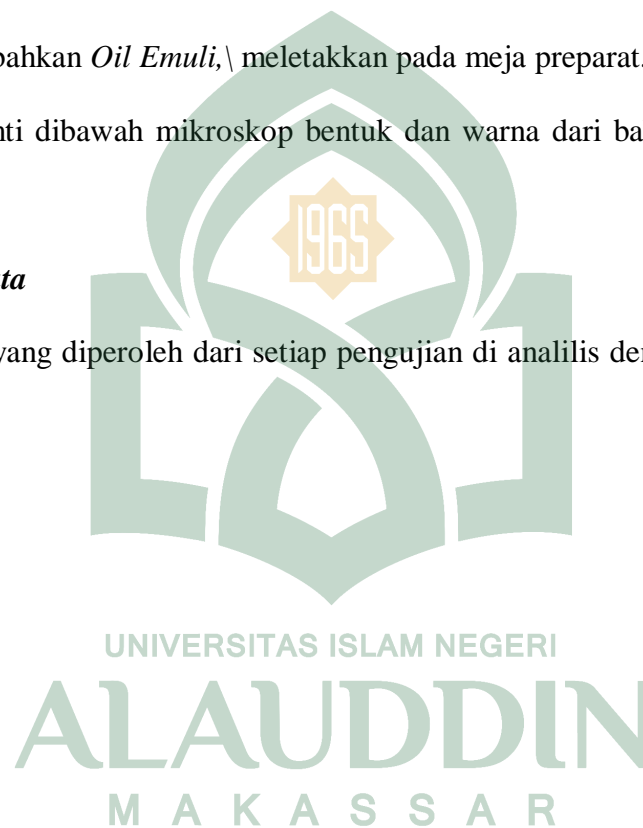 bahkan Oil Emuli,\ meletakkan pada meja preparat.
nti dibawah mikroskop bentuk dan warna dari ba
1965
ta
yang diperoleh dari setiap pengujian di analilis de
UNIVERSITAS ISLAM NEGERI
ALAUDDIN
MAKASSAR